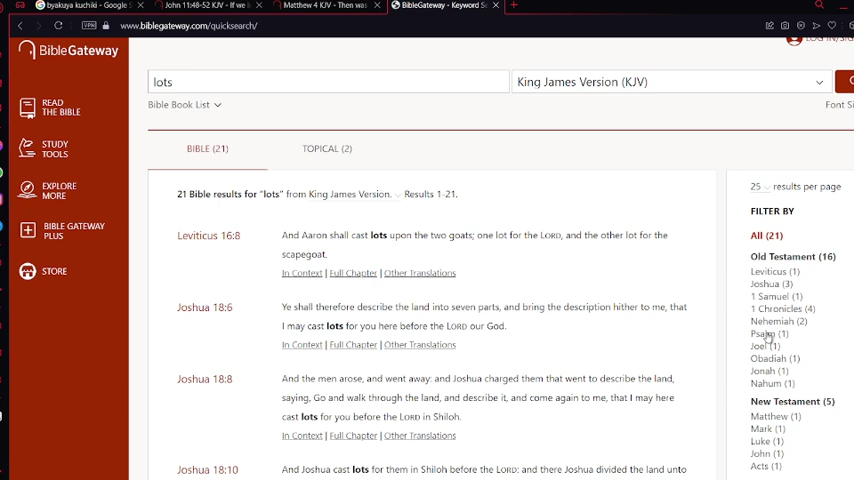 byakuya kuchiki - Google S
John 11:48-52 KJV - If we l
Matthew 4 KJV - Then was
BibleGateway - Keyword Se
VPN
www.biblegateway.com/quicksearch/
BibleGateway
lots
King James Version (KJV)
Bible Book List
Font Si
READ
THE BIBLE
STUDY
TOOLS
EXPLORE
MORE
BIBLE GATEWAY
PLUS
STORE
BIBLE (21)
TOPICAL (2)
21 Bible results for "lots" from King James Version. Results 1-21.
Leviticus 16:8
And Aaron shall cast lots upon the two goats; one lot for the LORD, and the other lot for the
scapegoat.
In Context | Full Chapter | Other Translations
Joshua 18:6
Ye shall therefore describe the land into seven parts, and bring the description hither to me, that
I may cast lots for you here before the LORD our God.
In Context | Full Chapter | Other Translations
Joshua 18:8
And the men arose, and went away: and Joshua charged them that went to describe the land,
saying, Go and walk through the land, and describe it, and come again to me, that I may here
cast lots for you before the LORD in Shiloh.
In Context | Full Chapter | Other Translations
Joshua 18:10
And Joshua cast lots for them in Shiloh before the LORD: and there Joshua divided the land unto
25 results per page
FILTER BY
All (21)
Old Testament (16)
Leviticus (1)
Joshua (3)
1 Samuel (1)
1 Chronicles (4)
Nehemiah (2)
Psalm (1)
Joel (1)
Obadiah (1)
Jonah (1)
Nahum (1)
New Testament (5)
Matthew (1)
Mark (1)
Luke (1)
John (1)
Acts (1)